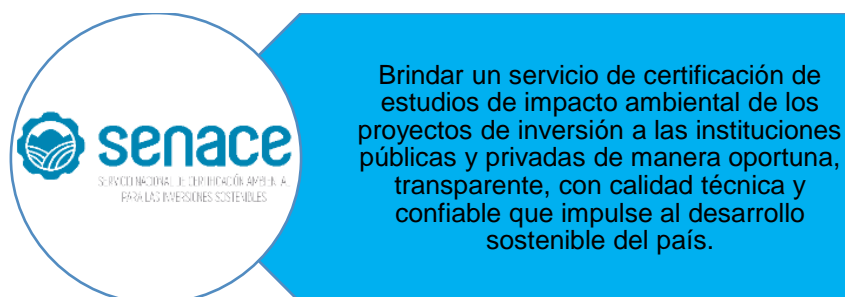 senace
SERVICIO NACIONAL DE CERTIFICACIÓN AMBIENTAL
PARA LAS INVERSIONES SOSTENIBLES
Brindar un servicio de certificación de
estudios de impacto ambiental de los
proyectos de inversión a las instituciones
públicas y privadas de manera oportuna,
transparente, con calidad técnica y
confiable que impulse al desarrollo
sostenible del país.